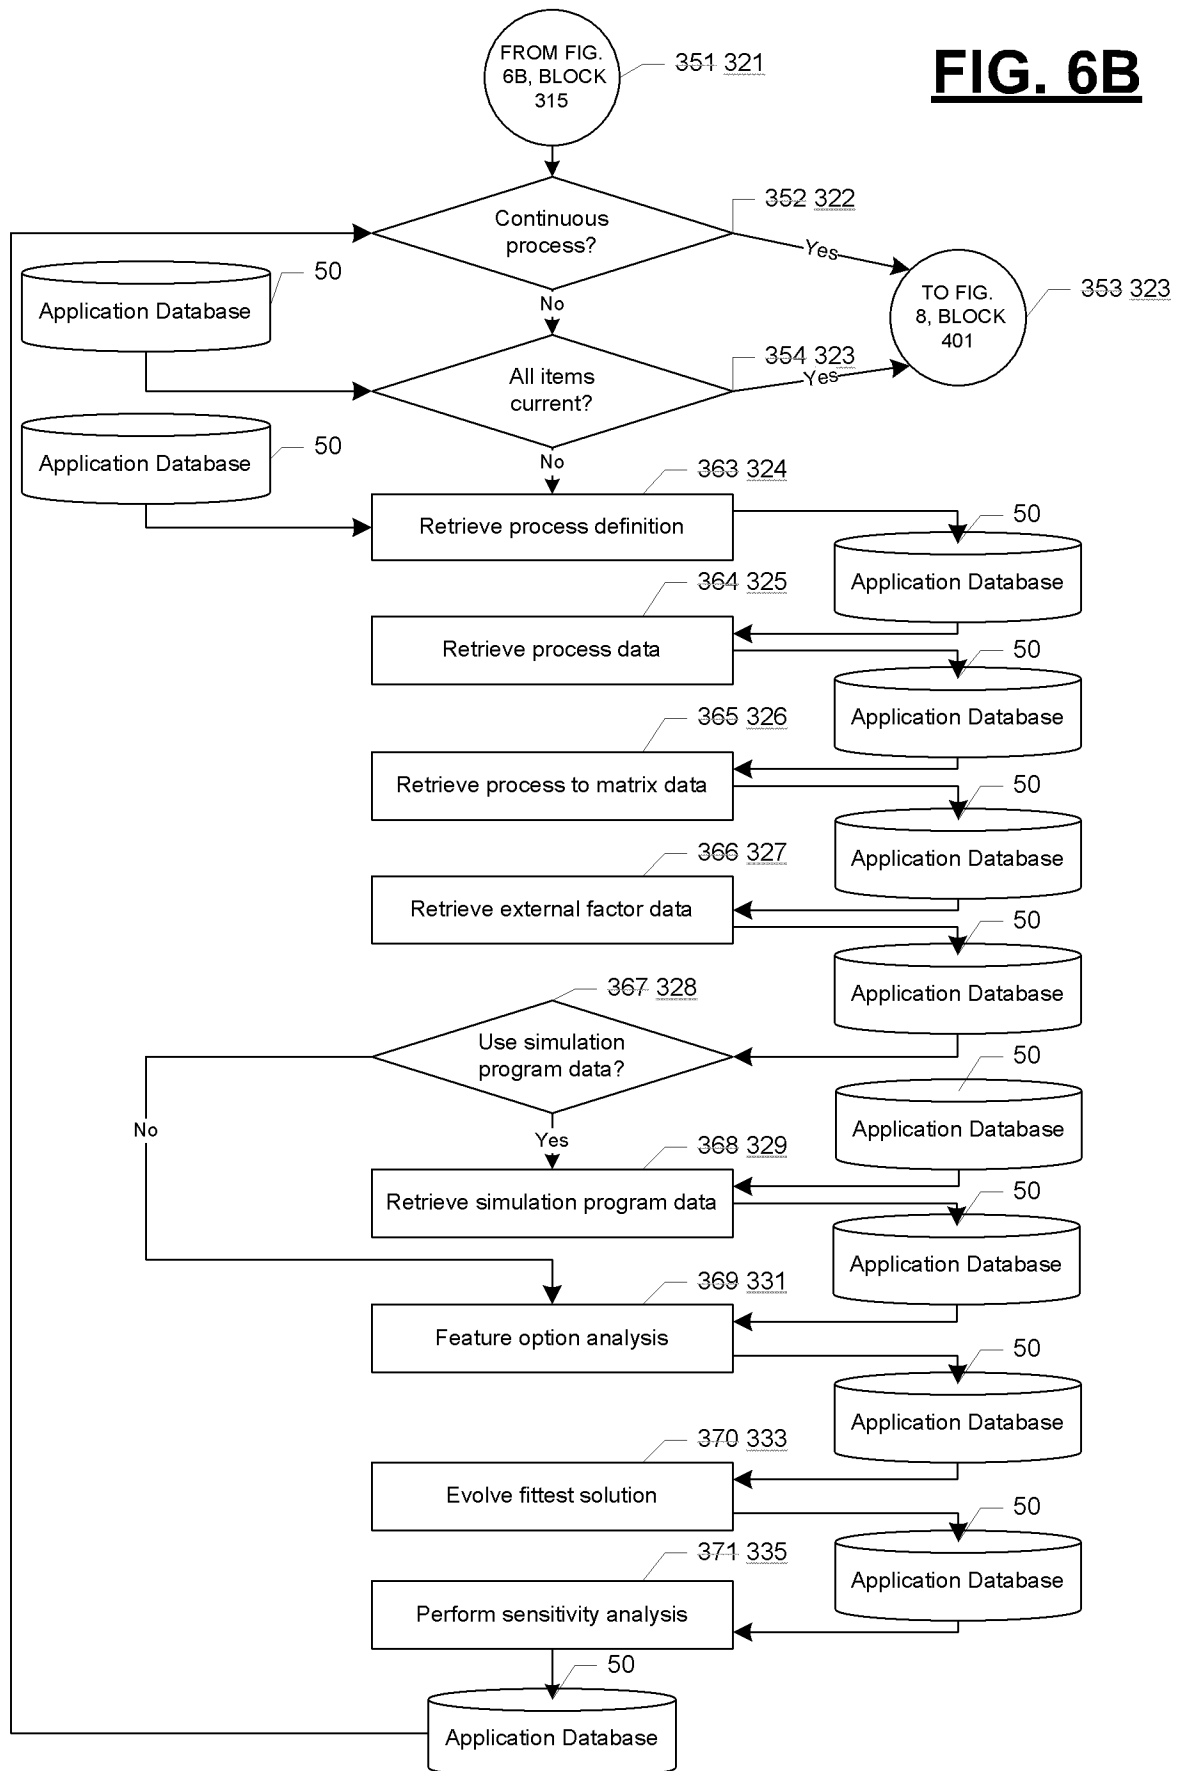 FIG. 6B
FROM FIG.
6B, BLOCK
315
351 321
Continuous
process?
352 322
Yes
TO FIG.
8, BLOCK
401
353 323
50
Application Database
No
All items
current?
354 323
Yes
50
Application Database
No
363 324
Retrieve process definition
50
Application Database
364 325
Retrieve process data
50
Application Database
365 326
Retrieve process to matrix data
50
Application Database
366 327
Retrieve external factor data
50
Application Database
367 328
Use simulation
program data?
50
Application Database
No
Yes
368 329
Retrieve simulation program data
50
Application Database
369 331
Feature option analysis
50
Application Database
370 333
Evolve fittest solution
50
Application Database
371 335
Perform sensitivity analysis
50
Application Database